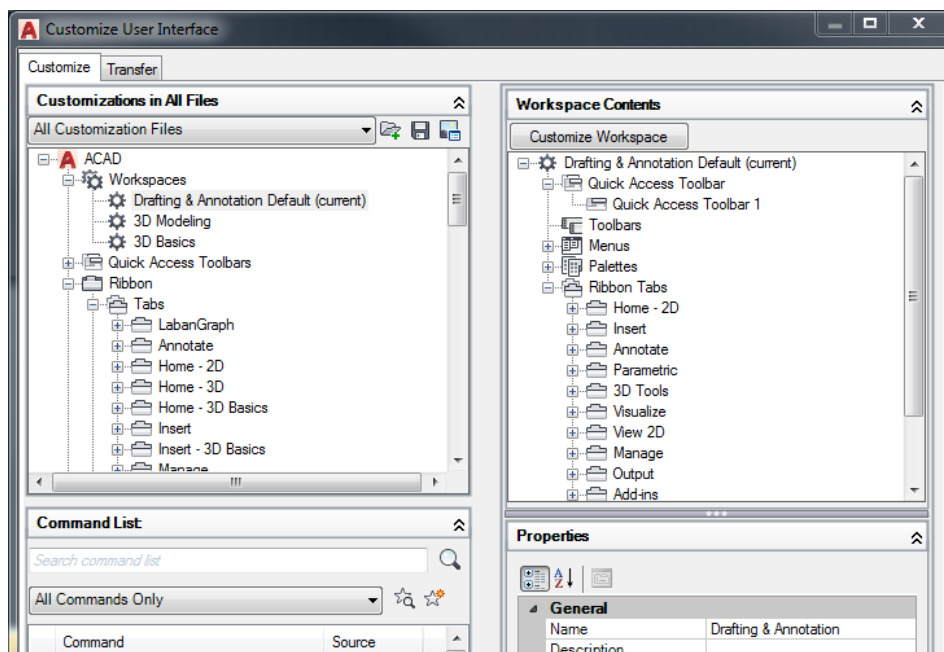 Customize User Interface
Customize
Transfer
Customizations in All Files
All Customization Files
ACAD
Workspaces
Drafting & Annotation Default (current)
3D Modeling
3D Basics
Quick Access Toolbars
Ribbon
Tabs
LabanGraph
Annotate
Home - 2D
Home - 3D
Home - 3D Basics
Insert
Insert - 3D Basics
Manage
Command List:
Search command list
All Commands Only
Command Source
Workspace Contents
Customize Workspace
Drafting & Annotation Default (current)
Quick Access Toolbar
Quick Access Toolbar 1
Toolbars
Menus
Palettes
Ribbon Tabs
Home - 2D
Insert
Annotate
Parametric
3D Tools
Visualize
View 2D
Manage
Output
Add-ins
Properties
General
Name Drafting & Annotation
Description